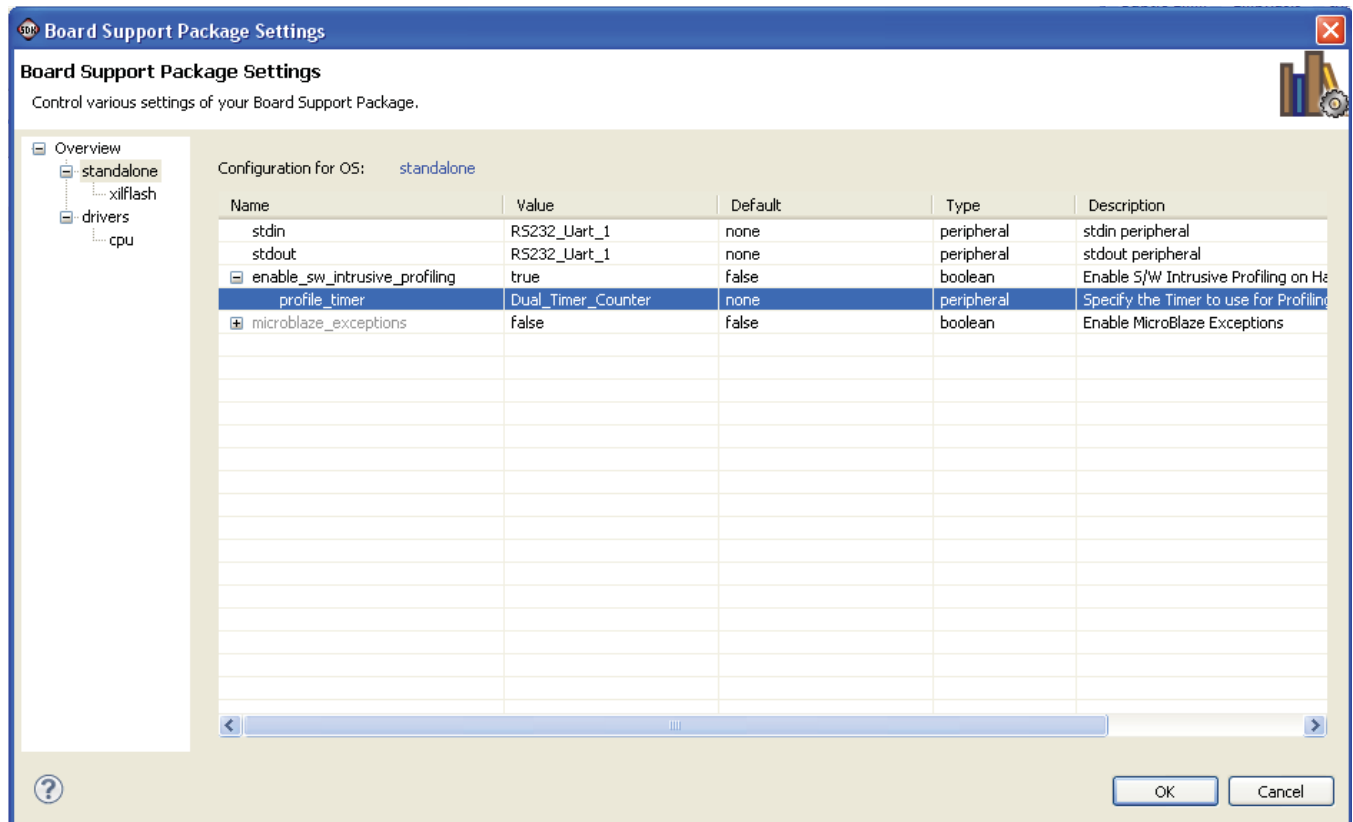 SDK Board Support Package Settings
Board Support Package Settings
Control various settings of your Board Support Package.
Overview
standalone
xilflash
drivers
cpu
Configuration for OS: standalone
Name Value Default Type Description
stdin RS232_Uart_1 none peripheral stdin peripheral
stdout RS232_Uart_1 none peripheral stdout peripheral
enable_sw_intrusive_profiling true false boolean Enable S/W Intrusive Profiling on Ha
profile_timer Dual_Timer_Counter none peripheral Specify the Timer to use for Profiling
microblaze_exceptions false false boolean Enable MicroBlaze Exceptions
OK Cancel